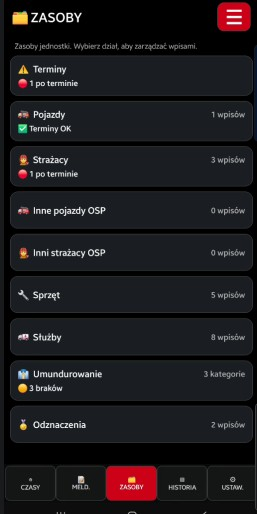 ZASOBY
Zasoby jednostki. Wybierz dział, aby zarządzać wpisami.
Terminy
1 po terminie
Pojazdy 1 wpisów
Terminy OK
Strażacy 3 wpisów
1 po terminie
Inne pojazdy OSP 0 wpisów
Inni strażacy OSP 0 wpisów
Sprzęt 5 wpisów
Służby 8 wpisów
Umundurowanie 3 kategorie
3 braków
Odznaczenia 2 wpisów
CZASY MELD. ZASOBY HISTORIA USTAW.